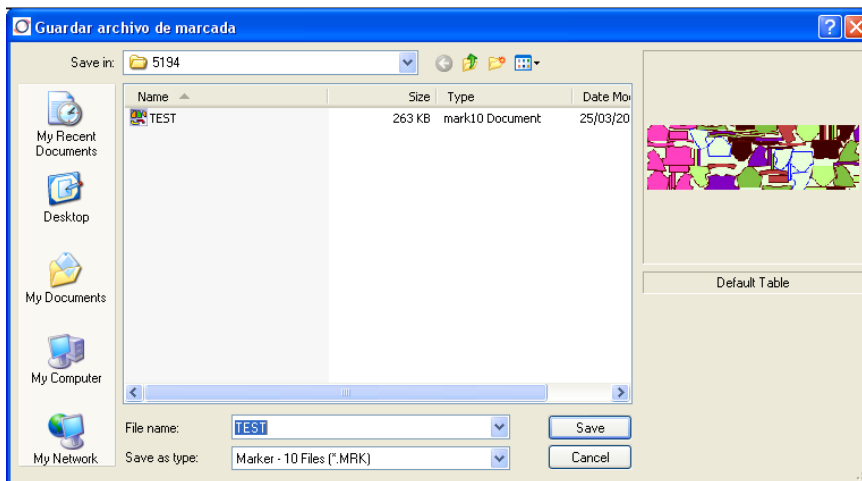 Guardar archivo de marcada
Save in: 5194
Name Size Type Date Mo
TEST 263 KB mark10 Document 25/03/20
My Recent
Documents
Desktop
My Documents
My Computer
My Network
Default Table
File name: TEST Save
Save as type: Marker - 10 Files (*.MRK) Cancel